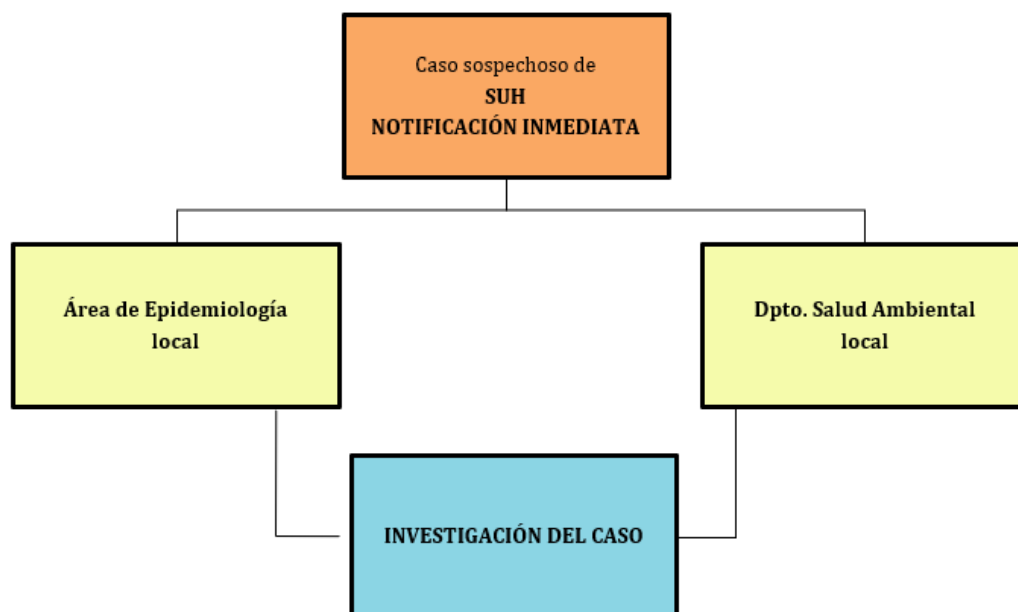 Caso sospechoso de
SUH
NOTIFICACIÓN INMEDIATA
Área de Epidemiología
local
Dpto. Salud Ambiental
local
INVESTIGACIÓN DEL CASO